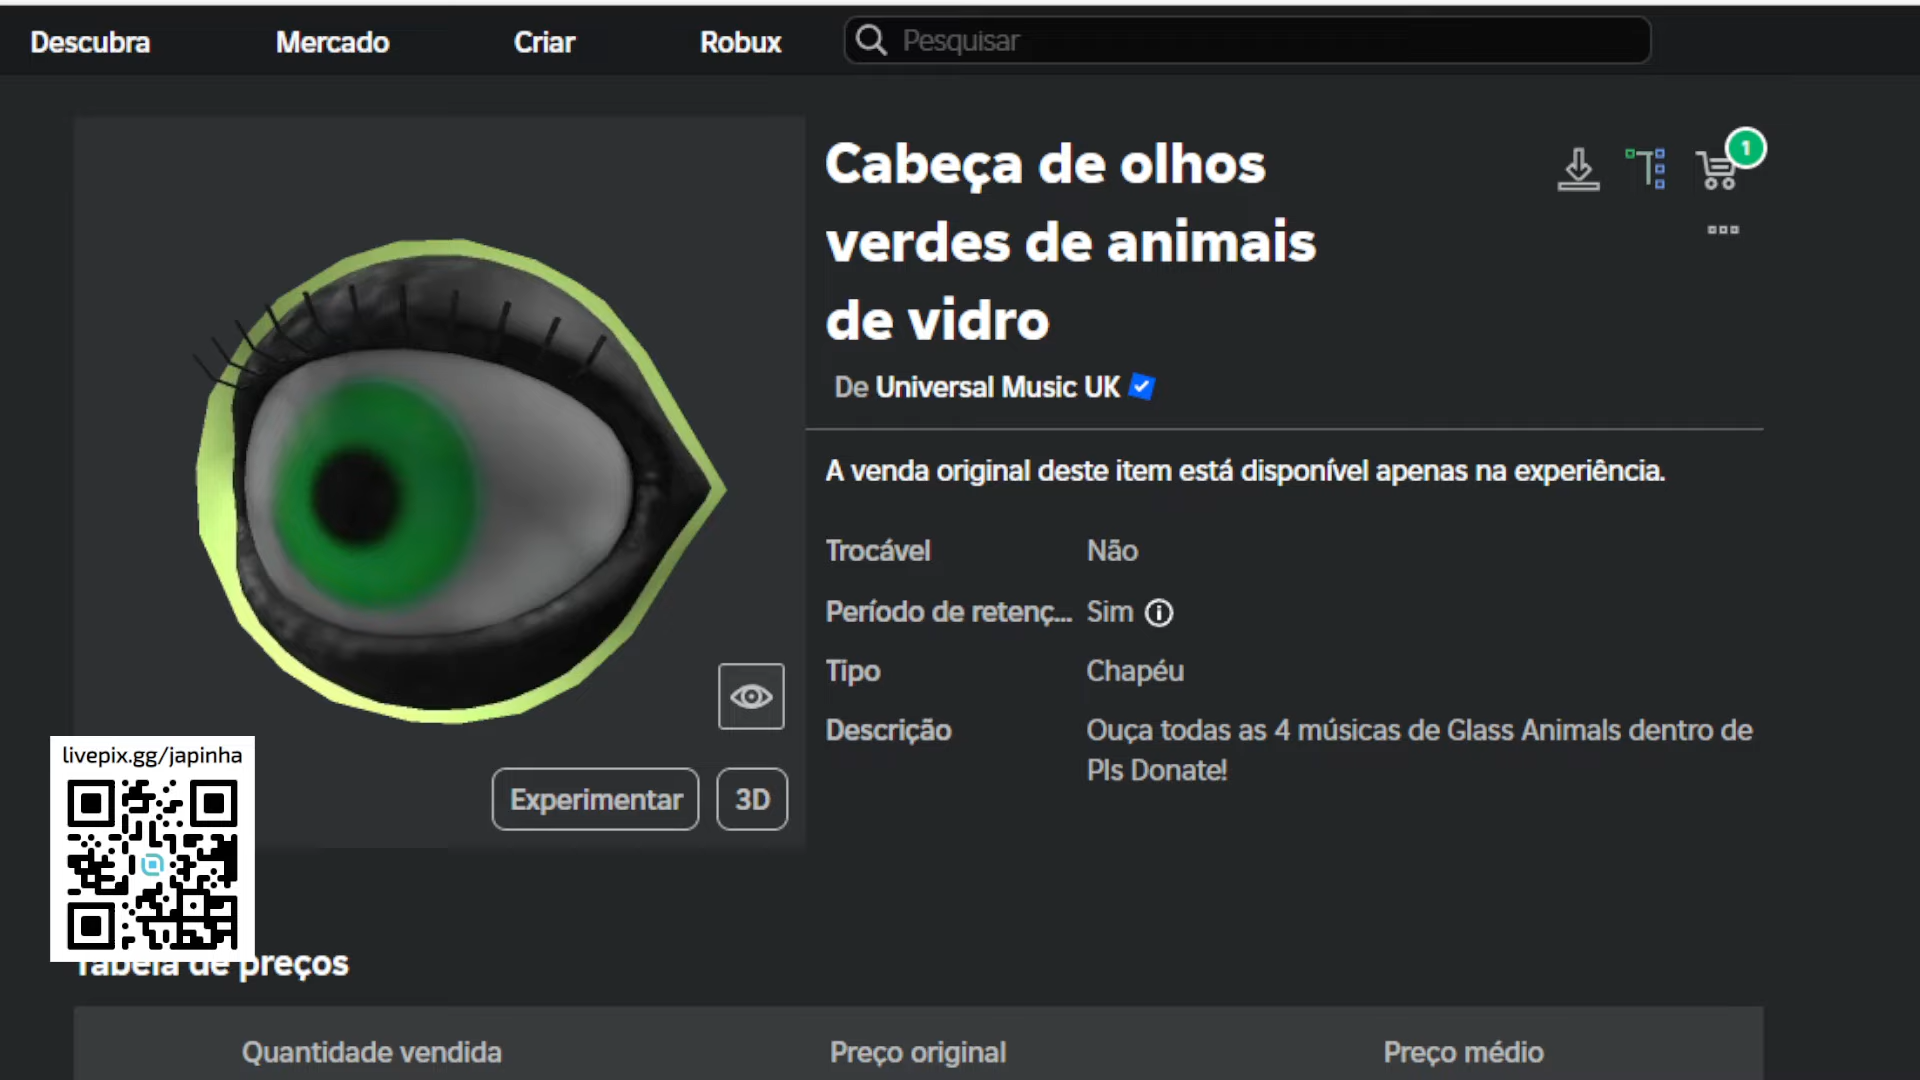 Descubra Mercado Criar Robux Pesquisar
Cabeça de olhos
verdes de animais
de vidro
1
De Universal Music UK
A venda original deste item está disponível apenas na experiência.
Trocável Não
Período de retenç... Sim
Tipo Chapéu
Descrição Ouça todas as 4 músicas de Glass Animals dentro de
Pls Donate!
Experimentar 3D
livepix.gg/japinha
Tabela de preços
Quantidade vendida Preço original Preço médio